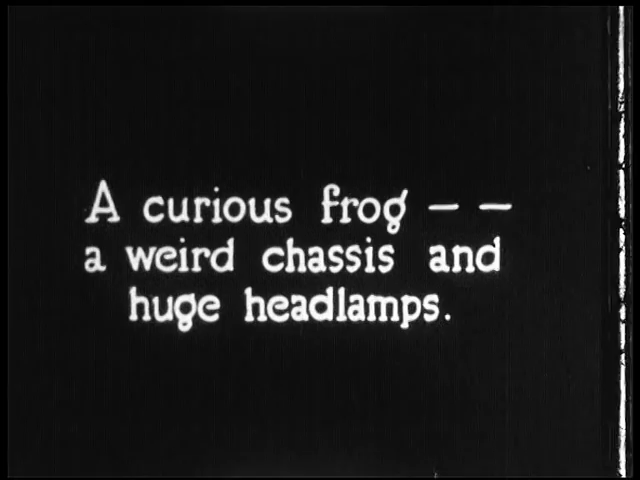 A curious frog – –
a weird chassis and
huge headlamps.